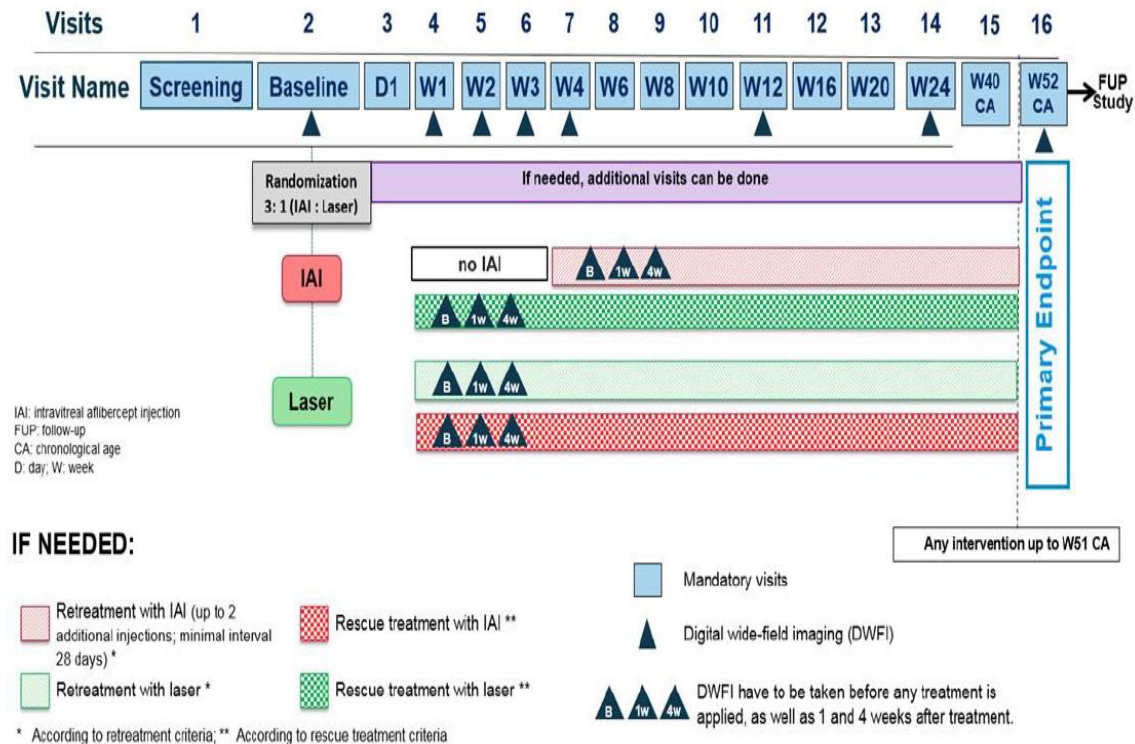 Visits 1 2 3 4 5 6 7 8 9 10 11 12 13 14 15 16
Visit Name Screening Baseline D1 W1 W2 W3 W4 W6 W8 W10 W12 W16 W20 W24 W40 CA W52 CA FUP Study
Randomization
3: 1 (IAI : Laser)
If needed, additional visits can be done
IAI
no IAI
B 1w 4w
B 1w 4w
Laser
B 1w 4w
B 1w 4w
Primary Endpoint
IAI: intravitreal aflibercept injection
FUP: follow-up
CA: chronological age
D: day; W: week
Any intervention up to W51 CA
IF NEEDED:
Retreatment with IAI (up to 2
additional injections; minimal interval
28 days) *
Rescue treatment with IAI **
Retreatment with laser *
Rescue treatment with laser **
Mandatory visits
Digital wide-field imaging (DWFI)
B 1w 4w
DWFI have to be taken before any treatment is
applied, as well as 1 and 4 weeks after treatment.
* According to retreatment criteria; ** According to rescue treatment criteria